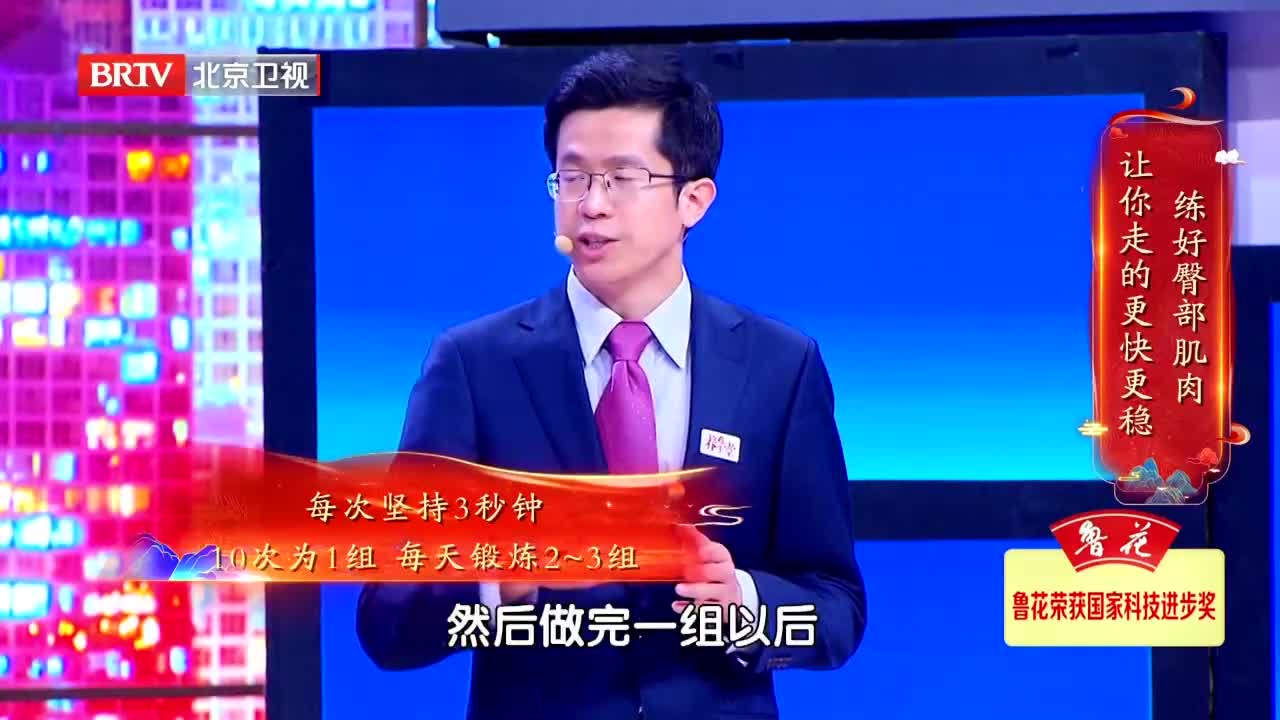 BRTV 北京卫视
练好臀部肌肉
让你走的更快更稳
养生堂
每次坚持3秒钟
10次为1组 每天锻炼2~3组
然后做完一组以后
鲁花
鲁花荣获国家科技进步奖